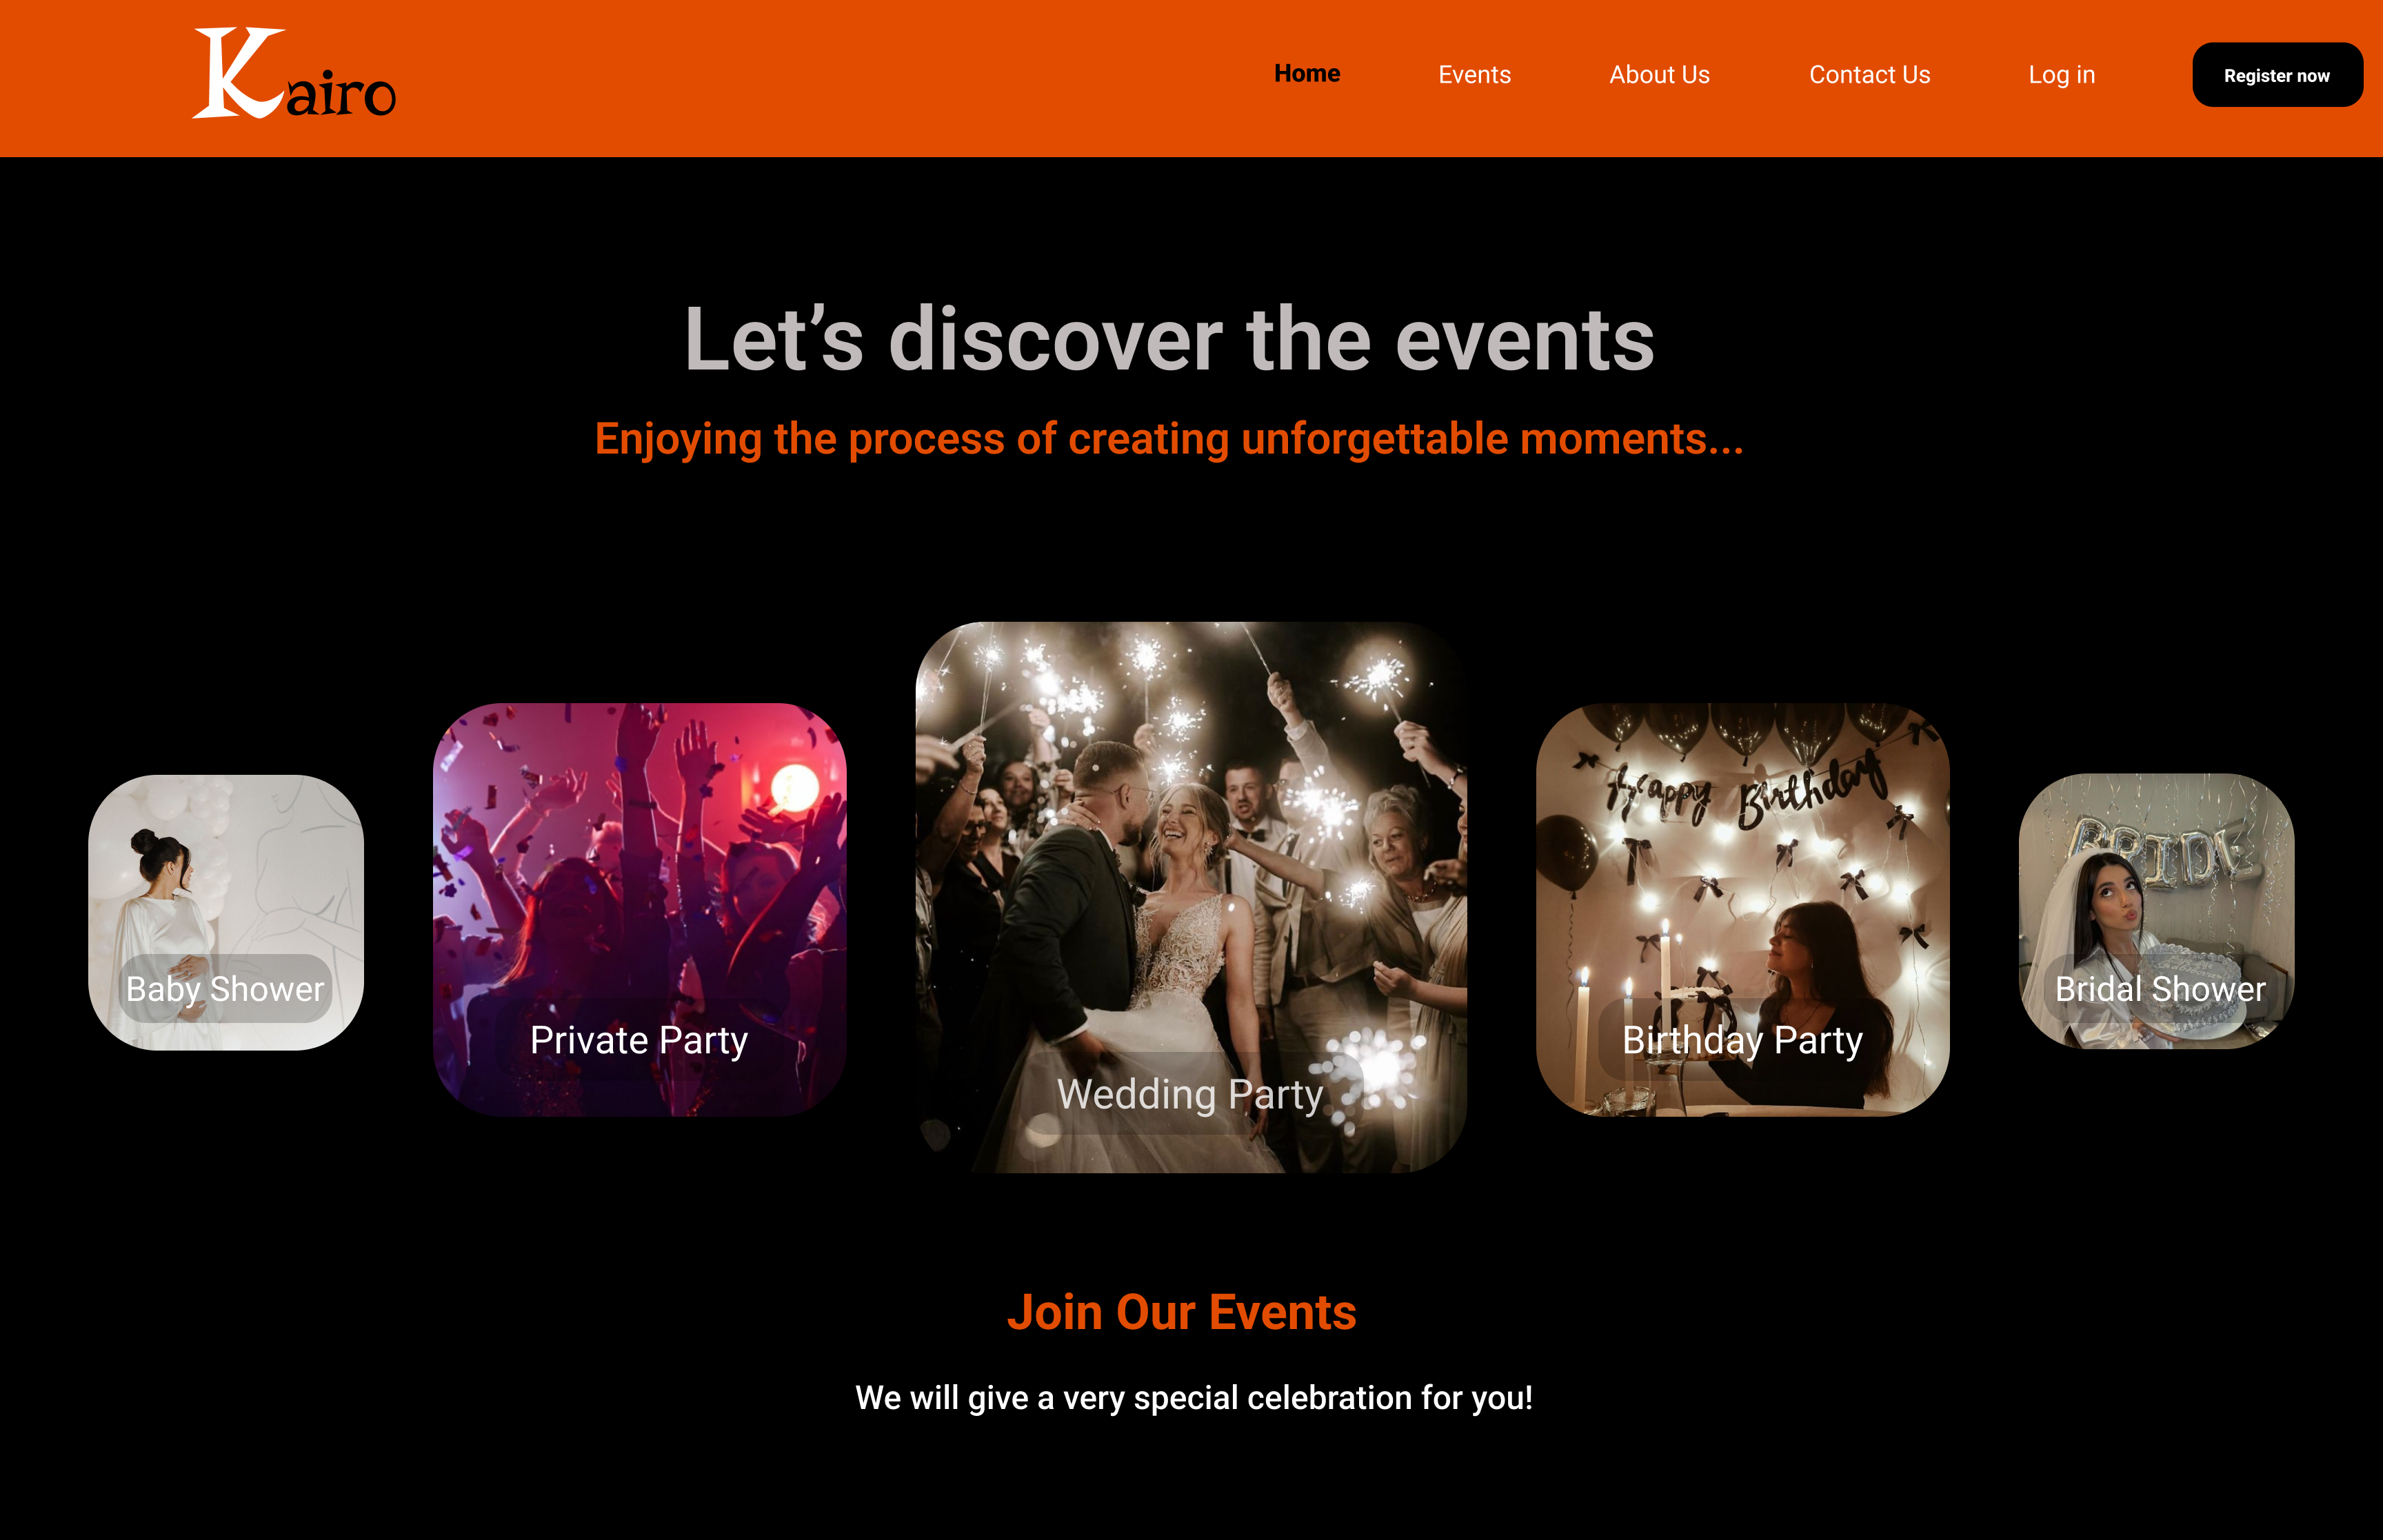 Kairo
Home
Events
About Us
Contact Us
Log in
Register now
Let’s discover the events
Enjoying the process of creating unforgettable moments...
Happy Birthday
BRIDE
Baby Shower
Private Party
Wedding Party
Birthday Party
Bridal Shower
Join Our Events
We will give a very special celebration for you!